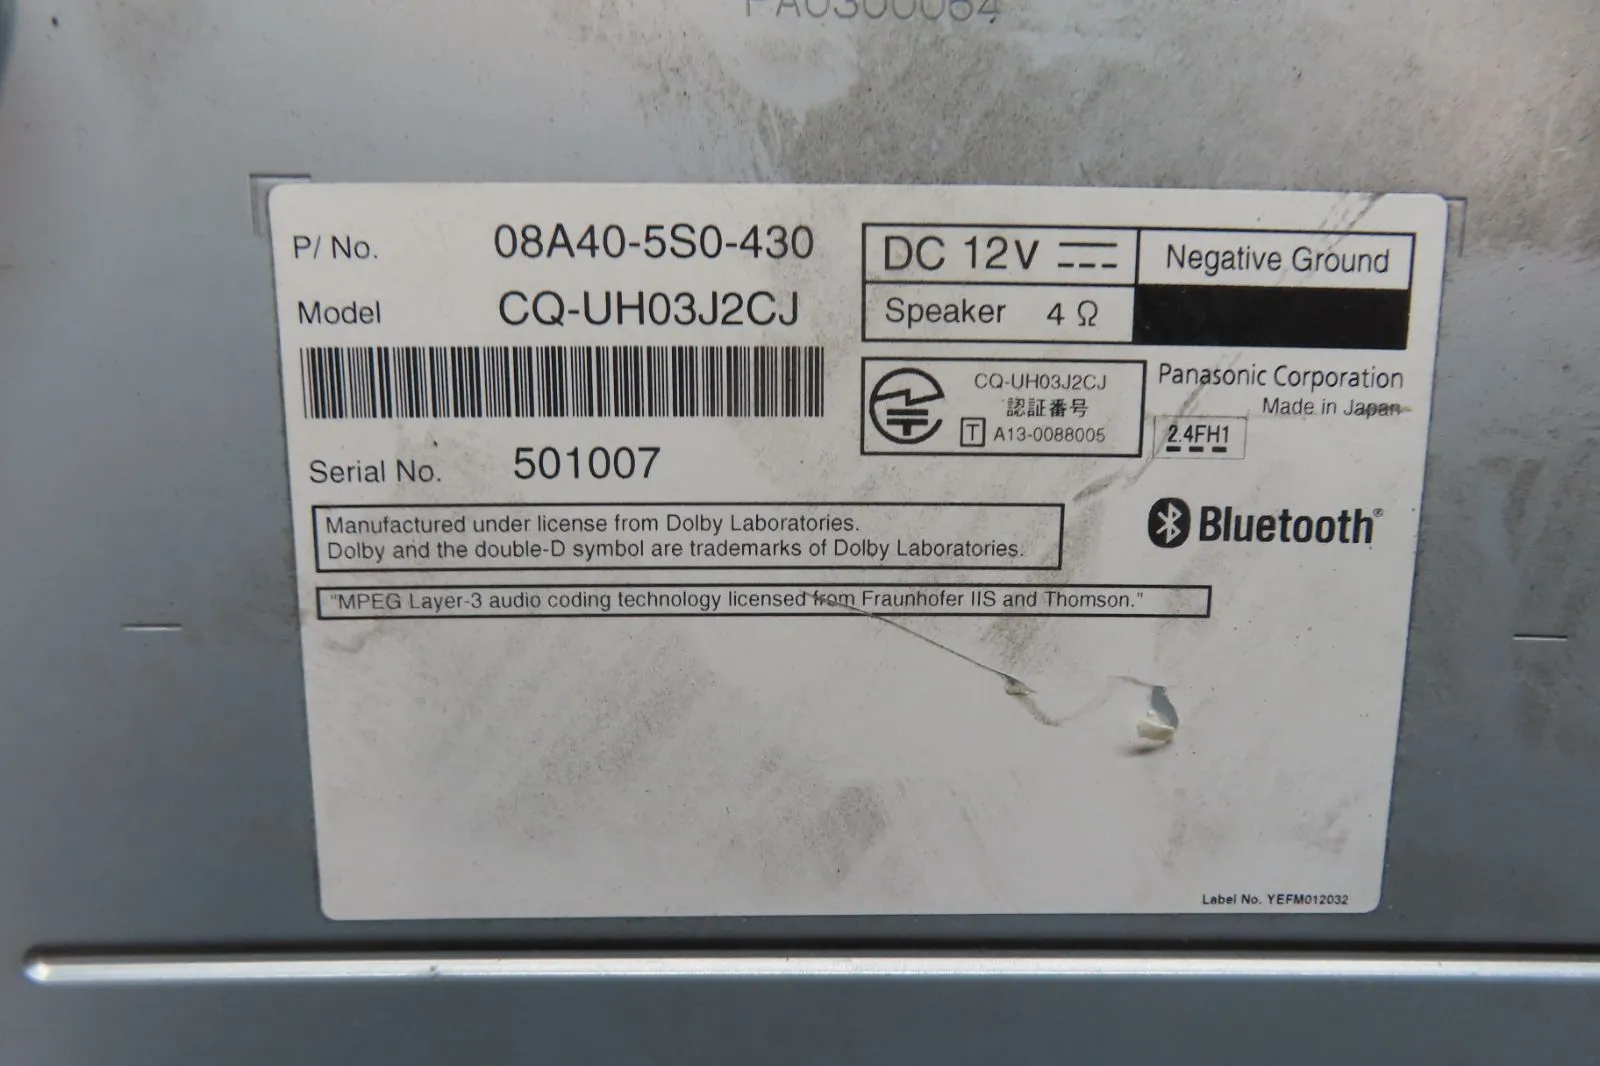 PA0300064
P/ No. 08A40-5S0-430
Model CQ-UH03J2CJ
Serial No. 501007
DC 12V
Negative Ground
Speaker 4 Ω
CQ-UH03J2CJ
認証番号
T A13-0088005
Panasonic Corporation
Made in Japan
2.4FH1
Bluetooth®
Manufactured under license from Dolby Laboratories.
Dolby and the double-D symbol are trademarks of Dolby Laboratories.
"MPEG Layer-3 audio coding technology licensed from Fraunhofer IIS and Thomson."
Label No. YEFM012032